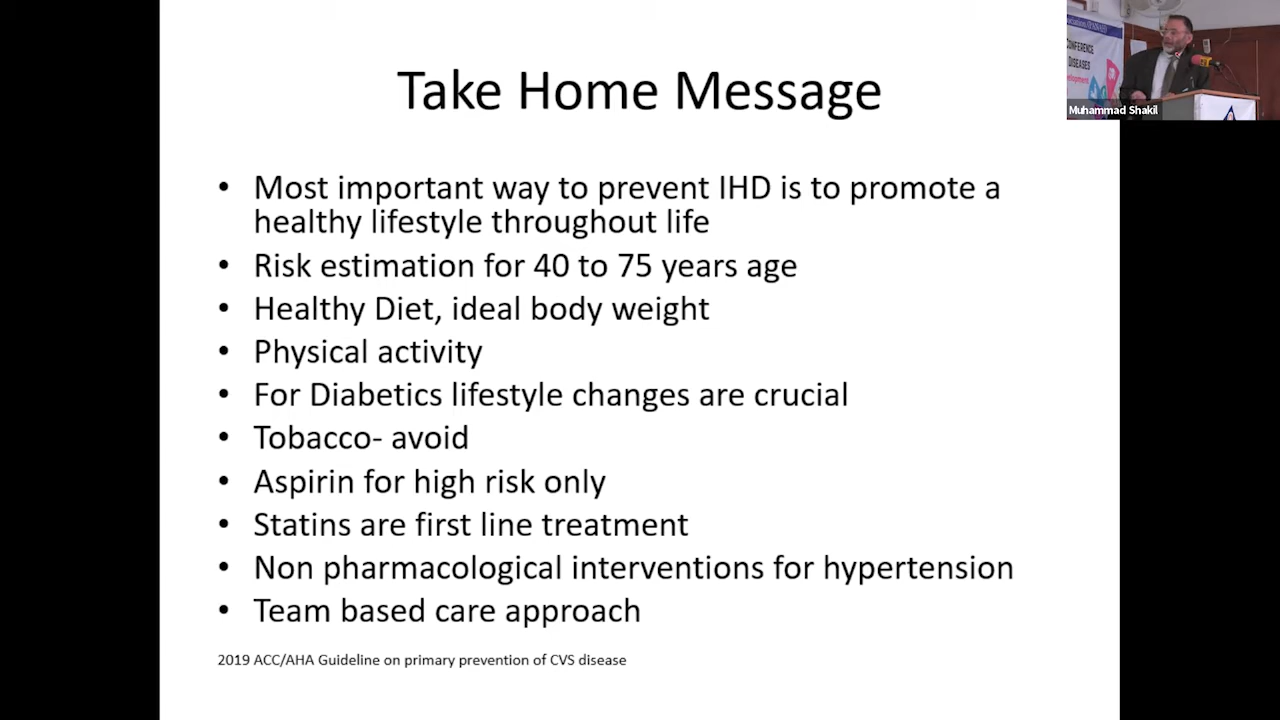 Take Home Message
• Most important way to prevent IHD is to promote a
healthy lifestyle throughout life
• Risk estimation for 40 to 75 years age
• Healthy Diet, ideal body weight
• Physical activity
• For Diabetics lifestyle changes are crucial
• Tobacco- avoid
• Aspirin for high risk only
• Statins are first line treatment
• Non pharmacological interventions for hypertension
• Team based care approach
2019 ACC/AHA Guideline on primary prevention of CVS disease
CONFERENCE
DISEASES
Muhammad Shakil